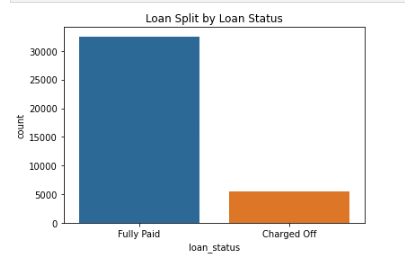 Loan Split by Loan Status
count
30000
25000
20000
15000
10000
5000
0
Fully Paid
Charged Off
loan_status